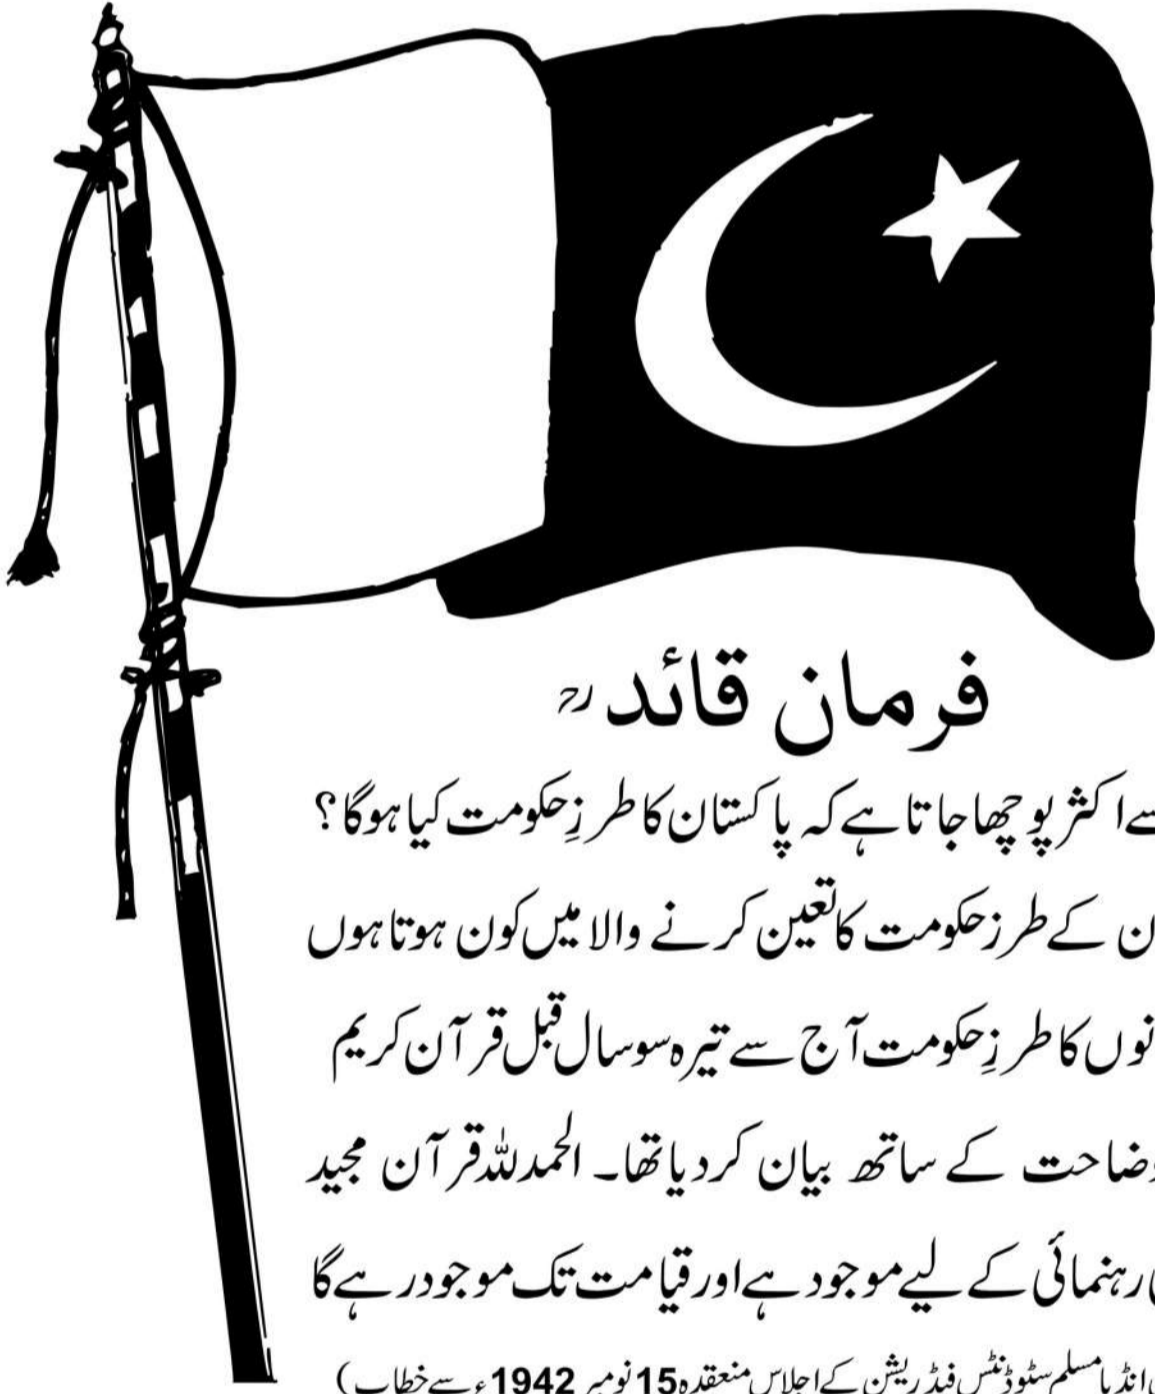 فرمان قائدؒ
سے اکثر پوچھا جاتا ہے کہ پاکستان کا طرزِ حکومت کیا ہوگا؟
کے طرز حکومت کا تعین کرنے والا میں کون ہوتا ہوں
کا طرزِ حکومت آج سے تیرہ سو سال قبل قرآن کریم
کے ساتھ بیان کردیا تھا۔ الحمدللہ قرآن مجید
رہنمائی کے لیے موجود ہے اور قیامت تک موجود رہے گا
انڈیا مسلم سٹوڈنٹس فیڈریشن کے اجلاس منعقدہ 15 نومبر 1942ء سے خطاب)